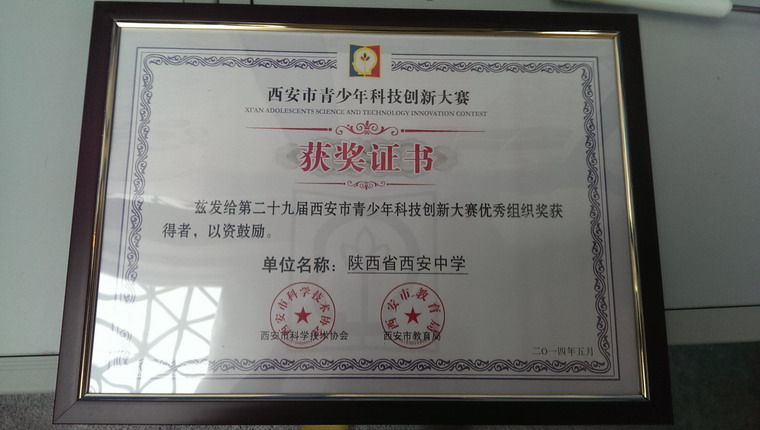 西安市青少年科技创新大赛
XI'AN ADOLESCENTS SCIENCE AND TECHNOLOGY INNOVATION CONTEST
获奖证书
兹发给第二十九届西安市青少年科技创新大赛优秀组织奖获
得者，以资鼓励。
单位名称：陕西省西安中学
西安市科学技术协会
西安市教育局
西安市科学技术协会
西安市教育局
二〇一四年五月